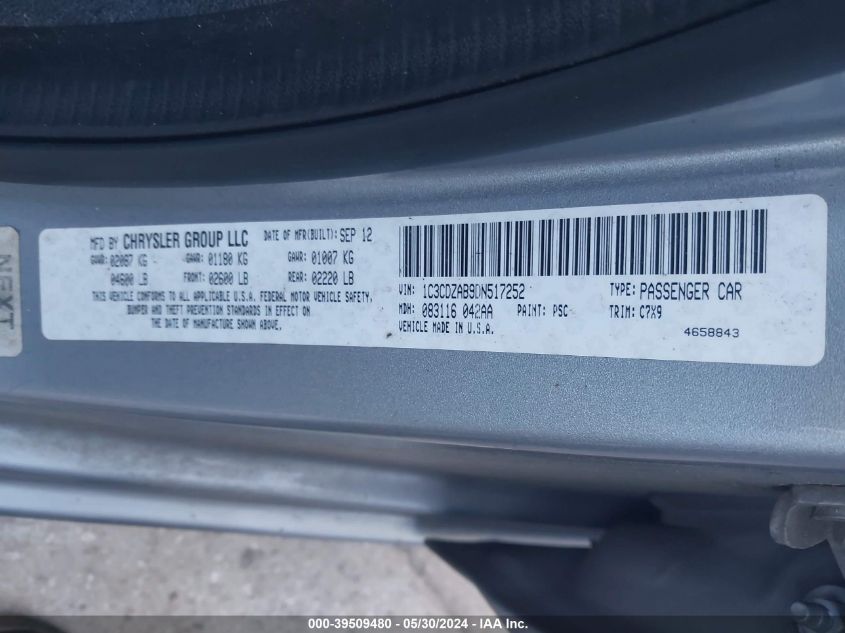 NEXT
MFD BY CHRYSLER GROUP LLC DATE OF MFR(BUILT): SEP 12
GVWR: 02087 KG GAWR: 01180 KG GAWR: 01007 KG
04600 LB FRONT: 02600 LB REAR: 02220 LB
THIS VEHICLE CONFORMS TO ALL APPLICABLE U.S.A. FEDERAL MOTOR VEHICLE SAFETY,
BUMPER AND THEFT PREVENTION STANDARDS IN EFFECT ON
THE DATE OF MANUFACTURE SHOWN ABOVE.
VIN: 1C3CDZAB9DN517252 TYPE: PASSENGER CAR
MDH: 083116 042AA PAINT: PSC TRIM: C7X9
VEHICLE MADE IN U.S.A. 4658843
000-39509480 - 05/30/2024 - IAA Inc.